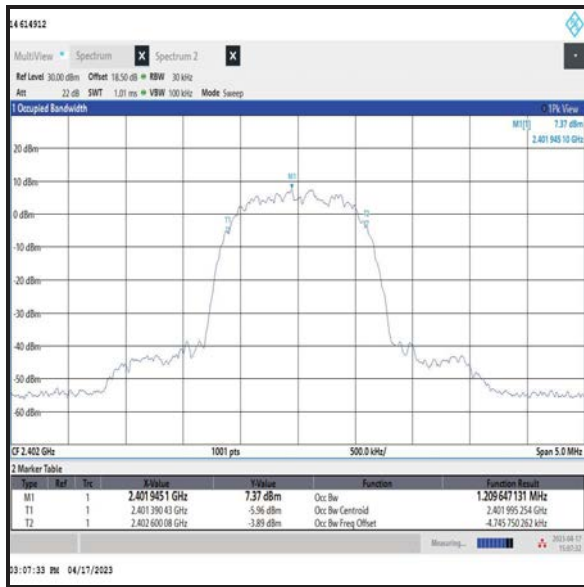 14 614912
MultiView Spectrum X Spectrum 2 X
Ref Level 30.00 dBm Offset 18.50 dB RBW 30 kHz
Att 22 dB SWT 1.01 ms VBW 100 kHz Mode Sweep
1 Occupied Bandwidth 1Pk View
M1[1] 7.37 dBm
2.401 945 10 GHz
20 dBm
M1
10 dBm
0 dBm
T1 T2
-10 dBm
-20 dBm
-30 dBm
-40 dBm
-50 dBm
-60 dBm
CF 2.402 GHz 1001 pts 500.0 kHz/ Span 5.0 MHz
2 Marker Table
Type Ref Trc X-Value Y-Value Function Function Result
M1 1 2.401 945 1 GHz 7.37 dBm Occ Bw 1.209 647 131 MHz
T1 1 2.401 390 43 GHz -5.96 dBm Occ Bw Centroid 2.401 995 254 GHz
T2 1 2.402 600 08 GHz -3.89 dBm Occ Bw Freq Offset -4.745 750 262 kHz
Measuring... 2023-04-17
15:07:32
03:07:33 PM 04/17/2023